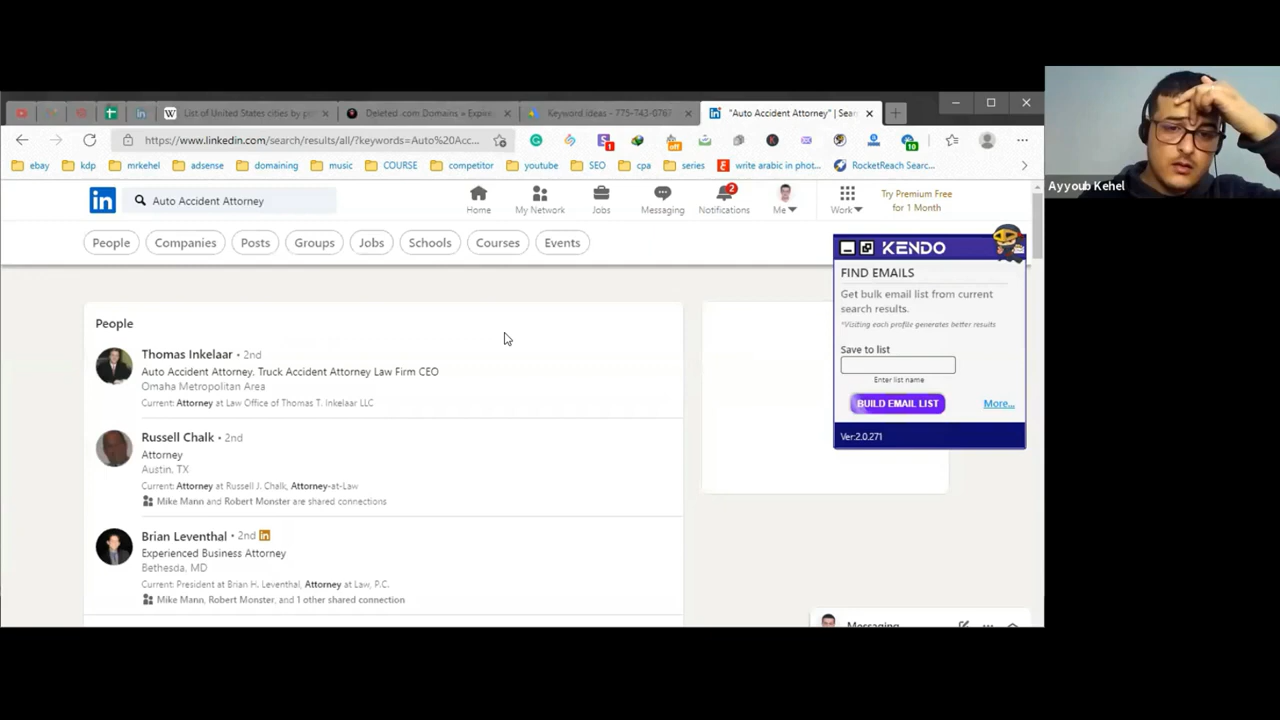 List of United States cities by p
Deleted .com Domains = Expire
Keyword ideas - 775-743-0767
"Auto Accident Attorney" | Sear
https://www.linkedin.com/search/results/all/?keywords=Auto%20Acc...
1
off
10
ebay
kdp
mrkehel
adsense
domaining
music
COURSE
competitor
youtube
SEO
cpa
series
write arabic in phot...
RocketReach Searc...
Ayyoub Kehel
in
Auto Accident Attorney
Home
My Network
Jobs
Messaging
2
Notifications
Me
Work
Try Premium Free
for 1 Month
People
Companies
Posts
Groups
Jobs
Schools
Courses
Events
KENDO
FIND EMAILS
Get bulk email list from current
search results.
*Visiting each profile generates better results
Save to list
Enter list name
BUILD EMAIL LIST
More...
Ver:2.0.271
People
Thomas Inkelaar • 2nd
Auto Accident Attorney, Truck Accident Attorney Law Firm CEO
Omaha Metropolitan Area
Current: Attorney at Law Office of Thomas T. Inkelaar LLC
Russell Chalk • 2nd
Attorney
Austin, TX
Current: Attorney at Russell J. Chalk, Attorney-at-Law
Mike Mann and Robert Monster are shared connections
Brian Leventhal • 2nd in
Experienced Business Attorney
Bethesda, MD
Current: President at Brian H. Leventhal, Attorney at Law, P.C.
Mike Mann, Robert Monster, and 1 other shared connection
Messaging